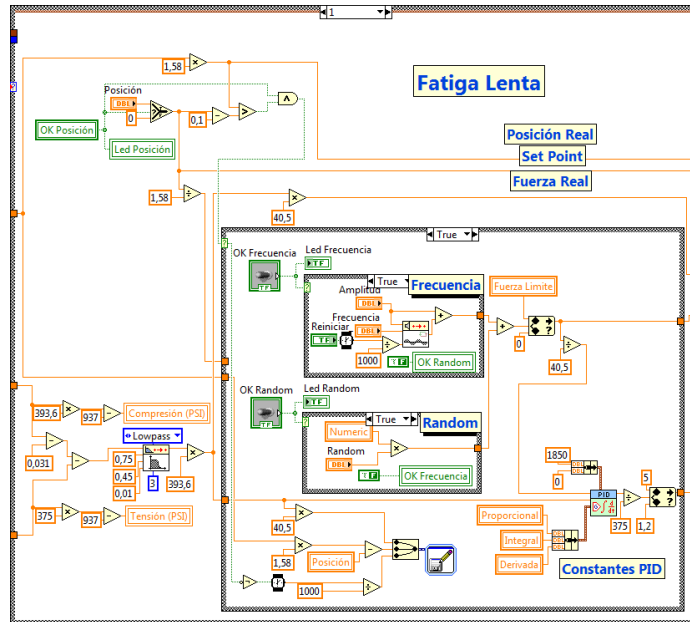 1
1,58
Fatiga Lenta
Posición
DBL
0
0,1
OK Posición
Led Posición
Posición Real
Set Point
Fuerza Real
1,58
40,5
True
OK Frecuencia
Led Frecuencia
TF
TF
True
Frecuencia
Amplitud
DBL
Fuerza Limite
Frecuencia
DBL
Reiniciar
TF
1000
0
40,5
F
OK Random
OK Random
Led Random
TF
TF
True
Random
Numeric
Random
DBL
F
OK Frecuencia
393,6
937
Compresión (PSI)
Lowpass
0,031
0,75
0,45
0,01
3
393,6
375
937
Tensión (PSI)
1850
0
5
PID
375
1,2
Proporcional
Integral
Derivada
Constantes PID
40,5
1,58
Posición
1000